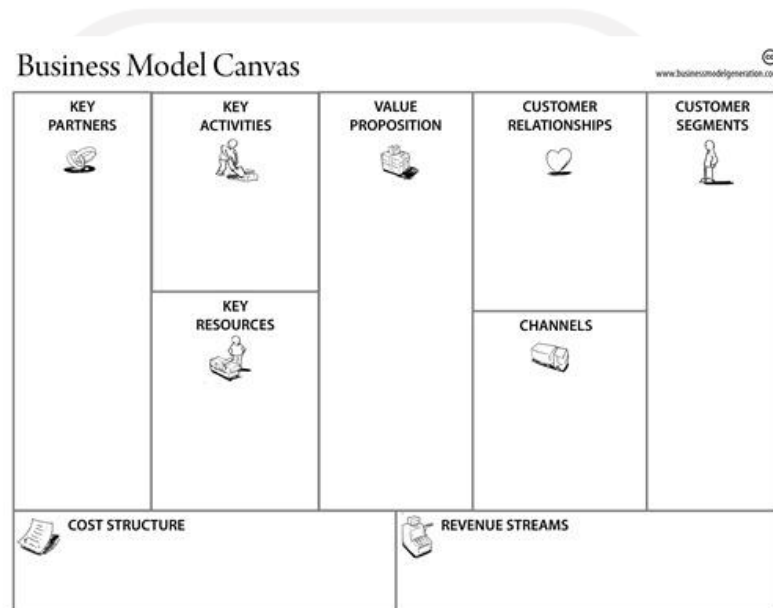 Business Model Canvas
www.businessmodelgeneration.co
KEY
PARTNERS
KEY
ACTIVITIES
VALUE
PROPOSITION
CUSTOMER
RELATIONSHIPS
CUSTOMER
SEGMENTS
KEY
RESOURCES
CHANNELS
COST STRUCTURE
REVENUE STREAMS